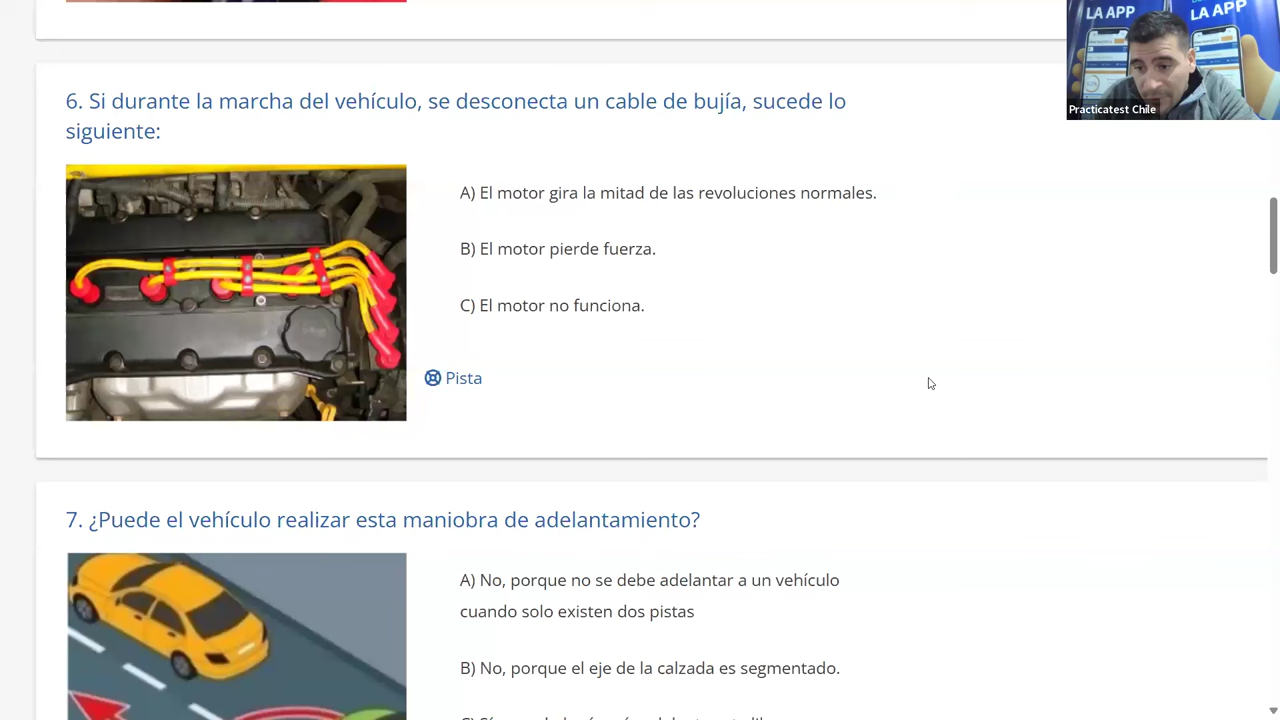 LA APP
LA APP
Practicatest Chile
6. Si durante la marcha del vehículo, se desconecta un cable de bujía, sucede lo
siguiente:
A) El motor gira la mitad de las revoluciones normales.
B) El motor pierde fuerza.
C) El motor no funciona.
Pista
7. ¿Puede el vehículo realizar esta maniobra de adelantamiento?
A) No, porque no se debe adelantar a un vehículo
cuando solo existen dos pistas
B) No, porque el eje de la calzada es segmentado.